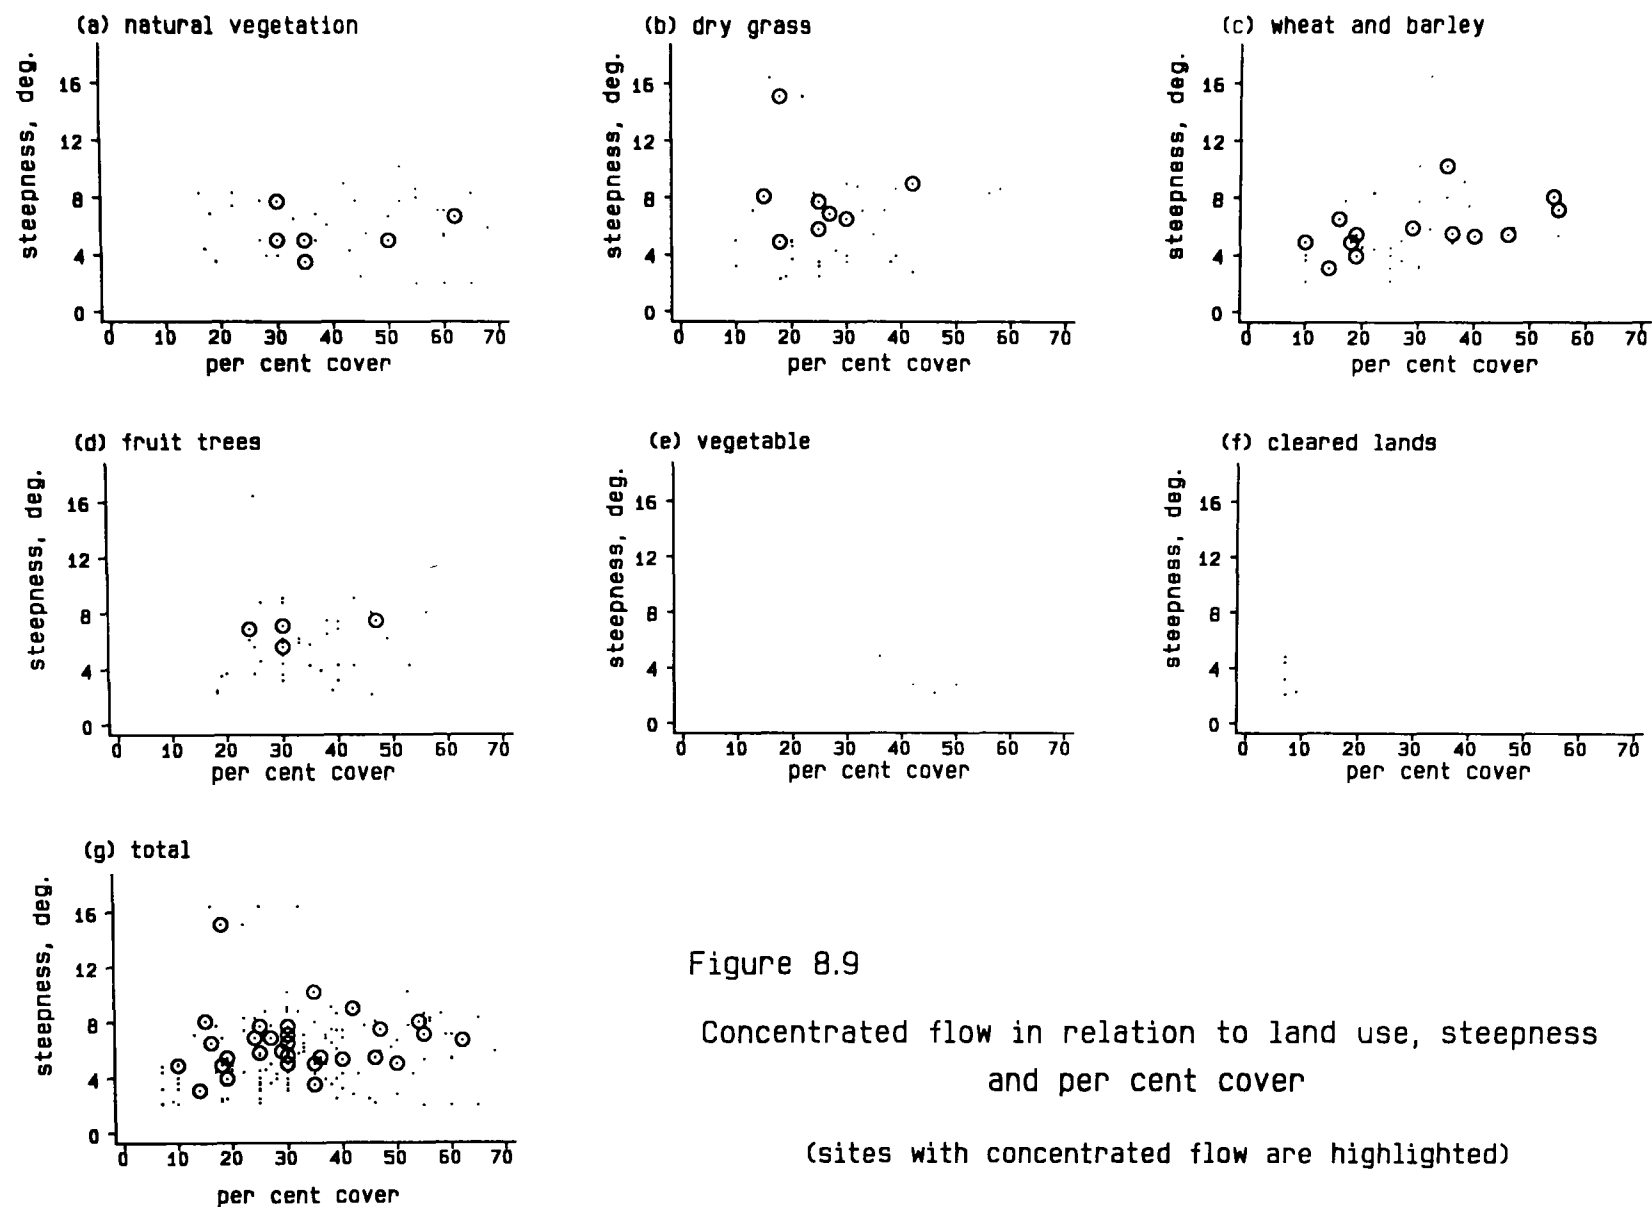 (a) natural vegetation
steepness, deg.
16
12
8
4
0
0 10 20 30 40 50 60 70
per cent cover
(b) dry grass
steepness, deg.
16
12
8
4
0
0 10 20 30 40 50 60 70
per cent cover
(c) wheat and barley
steepness, deg.
16
12
8
4
0
0 10 20 30 40 50 60 70
per cent cover
(d) fruit trees
steepness, deg.
16
12
8
4
0
0 10 20 30 40 50 60 70
per cent cover
(e) vegetable
steepness, deg.
16
12
8
4
0
0 10 20 30 40 50 60 70
per cent cover
(f) cleared lands
steepness, deg.
16
12
8
4
0
0 10 20 30 40 50 60 70
per cent cover
(g) total
steepness, deg.
16
12
8
4
0
0 10 20 30 40 50 60 70
per cent cover
Figure 8.9
Concentrated flow in relation to land use, steepness
and per cent cover
(sites with concentrated flow are highlighted)